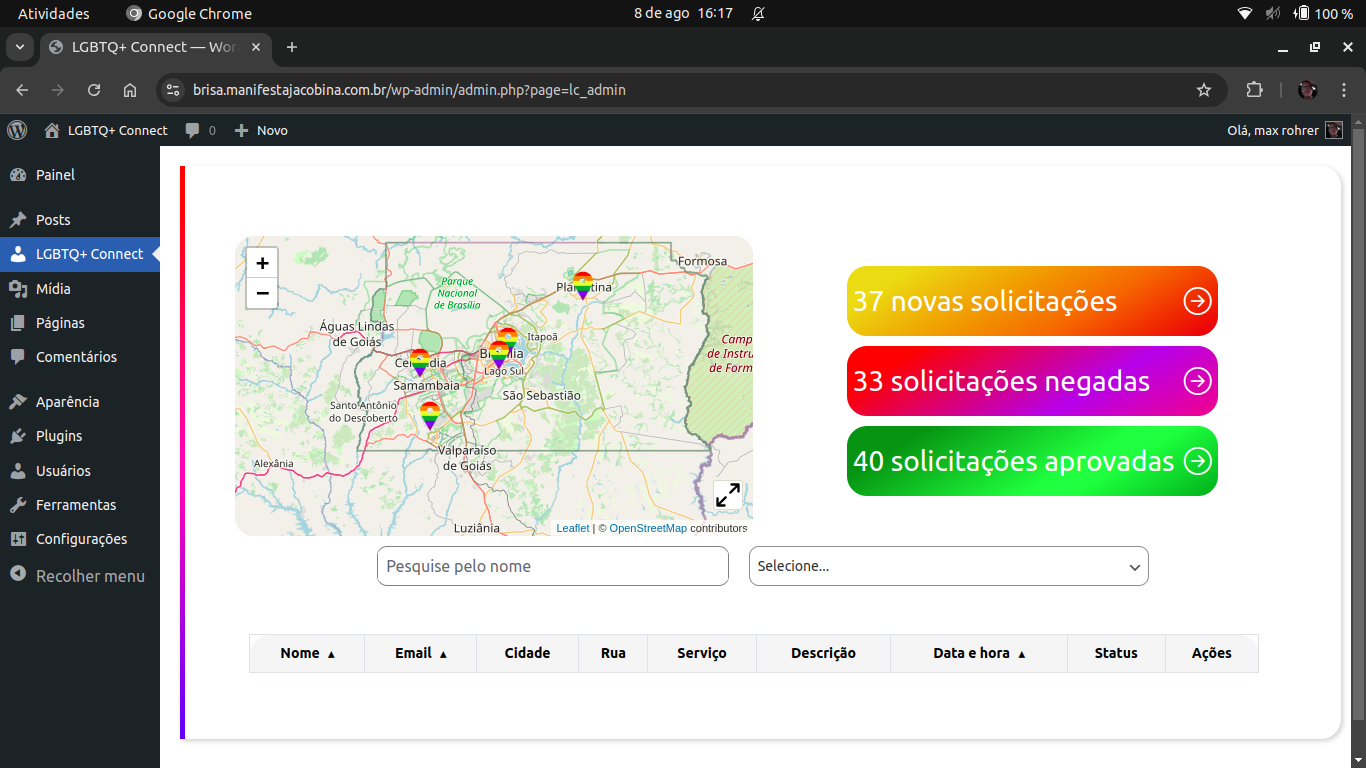 Atividades
Google Chrome
8 de ago 16:17
100 %
LGBTQ+ Connect — Wor
brisa.manifestajacobina.com.br/wp-admin/admin.php?page=lc_admin
LGBTQ+ Connect
0
Novo
Olá, max rohrer
Painel
Posts
LGBTQ+ Connect
Mídia
Páginas
Comentários
Aparência
Plugins
Usuários
Ferramentas
Configurações
Recolher menu
+
−
Formosa
Parque
Nacional
de Brasília
Águas Lindas
de Goiás
Itapoã
Lago Sul
Samambaia
São Sebastião
Santo Antônio
do Descoberto
Valparaíso
de Goiás
Alexânia
Luziânia
Camp
de Instru
de Form
Leaflet | © OpenStreetMap contributors
37 novas solicitações
33 solicitações negadas
40 solicitações aprovadas
Pesquise pelo nome
Selecione...
Nome ▲ Email ▲ Cidade Rua Serviço Descrição Data e hora ▲ Status Ações